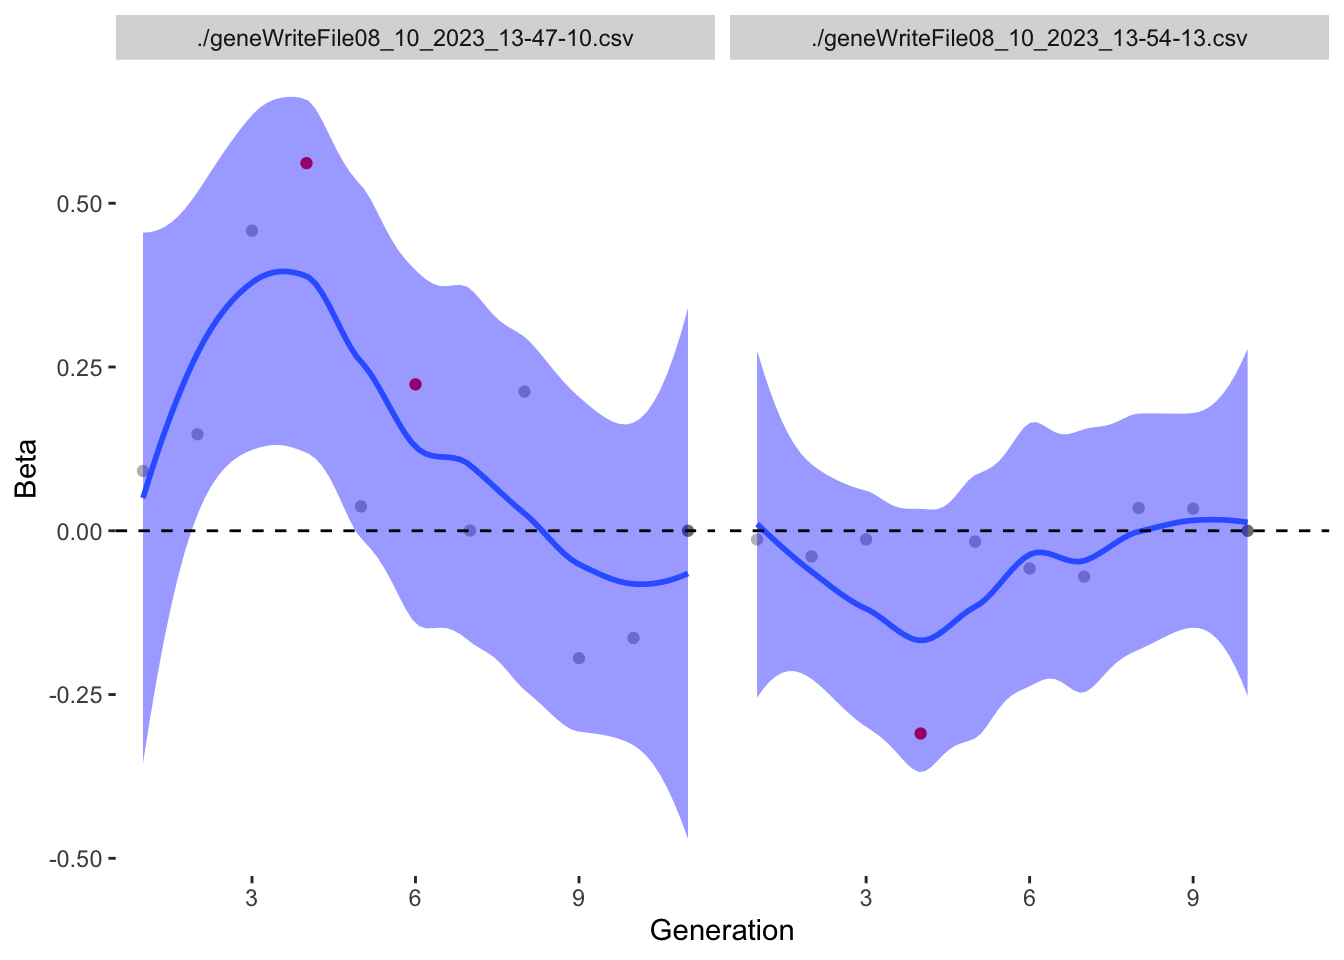 ./geneWriteFile08_10_2023_13-47-10.csv
./geneWriteFile08_10_2023_13-54-13.csv
0.50
0.25
0.00
-0.25
-0.50
Beta
3 6 9
3 6 9
Generation